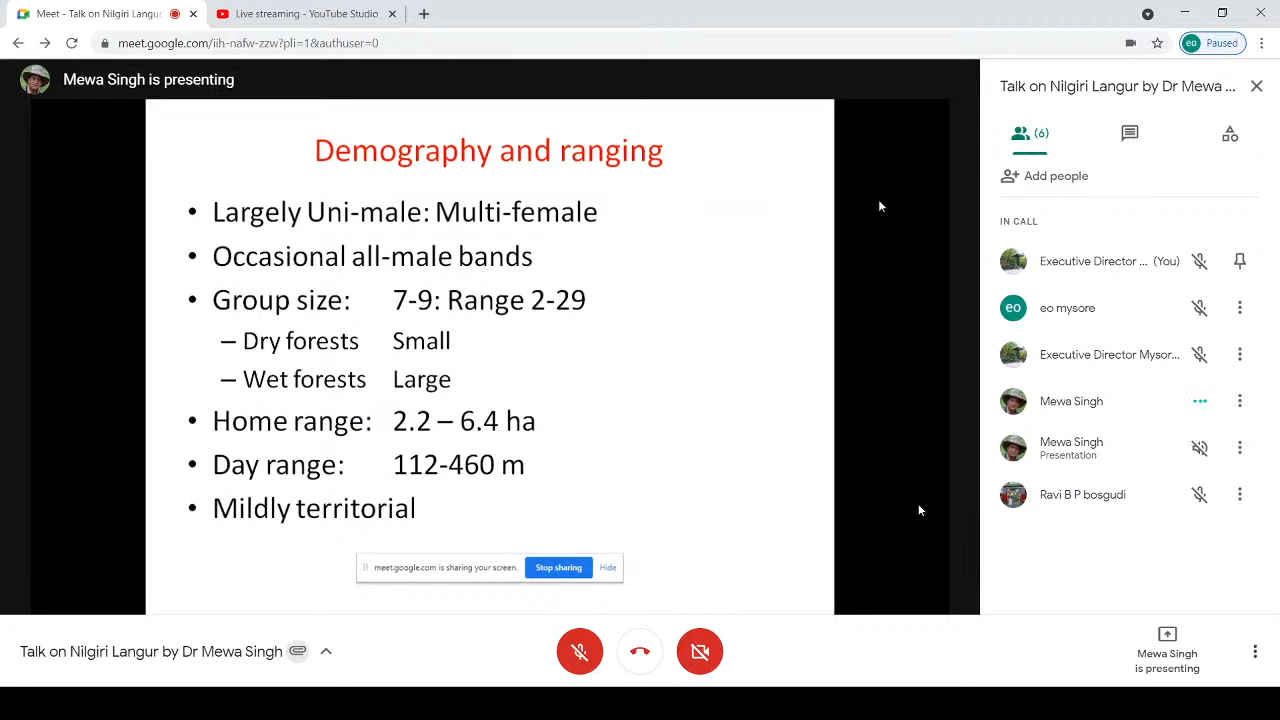 Meet - Talk on Nilgiri Langur
Live streaming - YouTube Studio
meet.google.com/iih-nafw-zzw?pli=1&authuser=0
eo Paused
Mewa Singh is presenting
Demography and ranging
• Largely Uni-male: Multi-female
• Occasional all-male bands
• Group size: 7-9: Range 2-29
– Dry forests Small
– Wet forests Large
• Home range: 2.2 – 6.4 ha
• Day range: 112-460 m
• Mildly territorial
meet.google.com is sharing your screen. Stop sharing Hide
Talk on Nilgiri Langur by Dr Mewa ...
(6)
Add people
IN CALL
Executive Director ... (You)
eo eo mysore
Executive Director Mysor...
Mewa Singh
Mewa Singh
Presentation
Ravi B P bosgudi
Talk on Nilgiri Langur by Dr Mewa Singh
Mewa Singh
is presenting